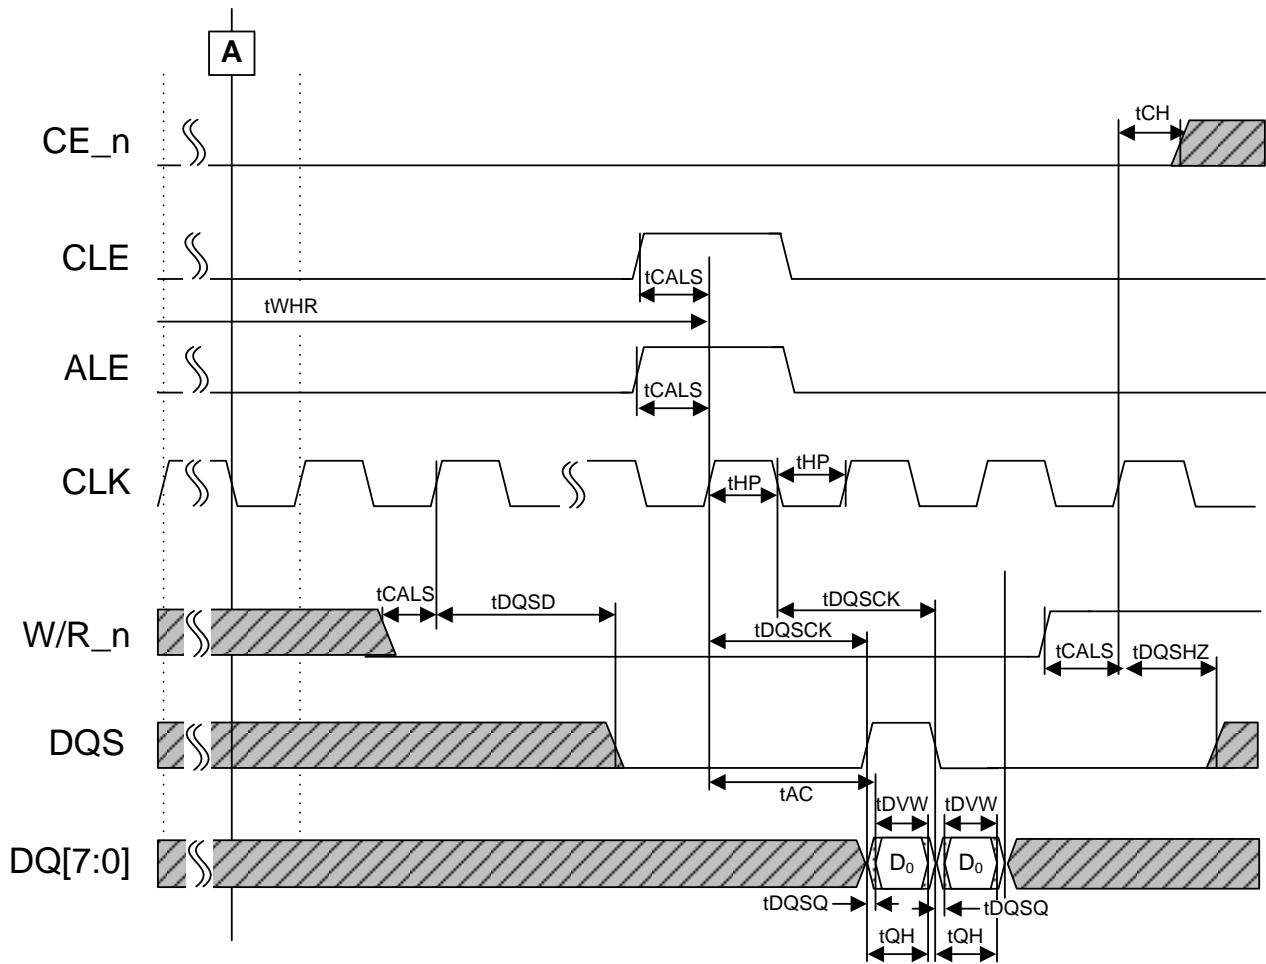 A
tCH
CE_n
CLE
tCALS
tWHR
ALE
tCALS
CLK
tHP
tHP
tCALS
tDQSD
tDQSCK
tDQSCK
W/R_n
tCALS
tDQSHZ
DQS
tAC
tDVW
tDVW
DQ[7:0]
D₀
D₀
tDQSQ
tDQSQ
tQH
tQH